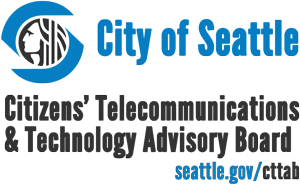 City of Seattle
Citizens’ Telecommunications
& Technology Advisory Board
seattle.gov/cttab